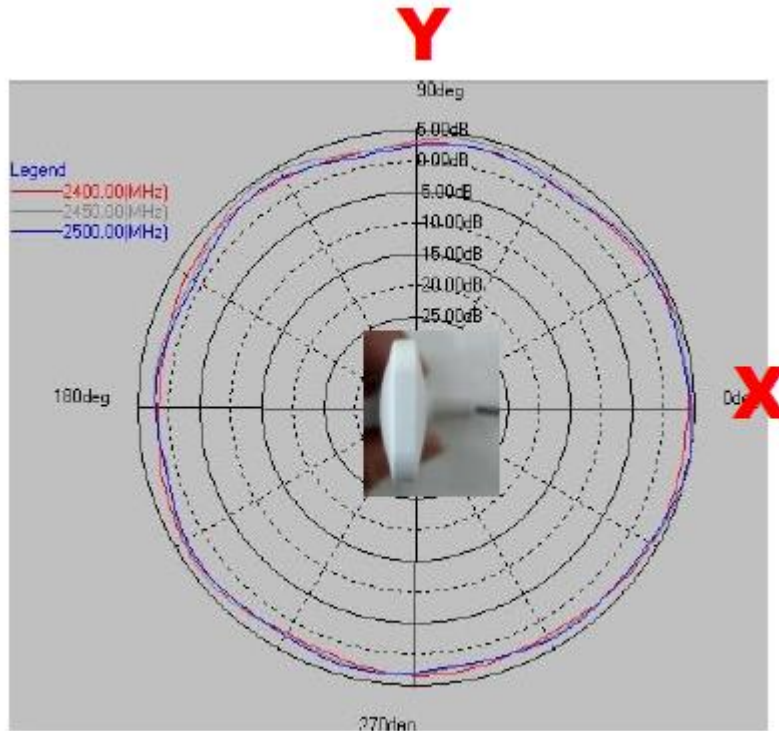 Y
90deg
5.00dB
0.00dB
Legend
2400.00(MHz)
2450.00(MHz)
2500.00(MHz)
5.00dB
10.00dB
15.00dB
20.00dB
25.00dB
180deg
X
270deg